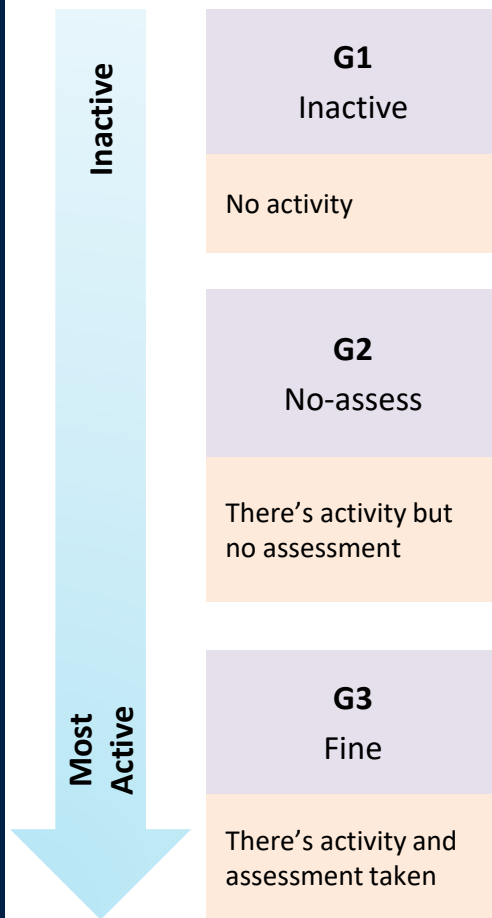 Inactive
G1
Inactive
No activity
G2
No-assess
There’s activity but
no assessment
Most
Active
G3
Fine
There’s activity and
assessment taken